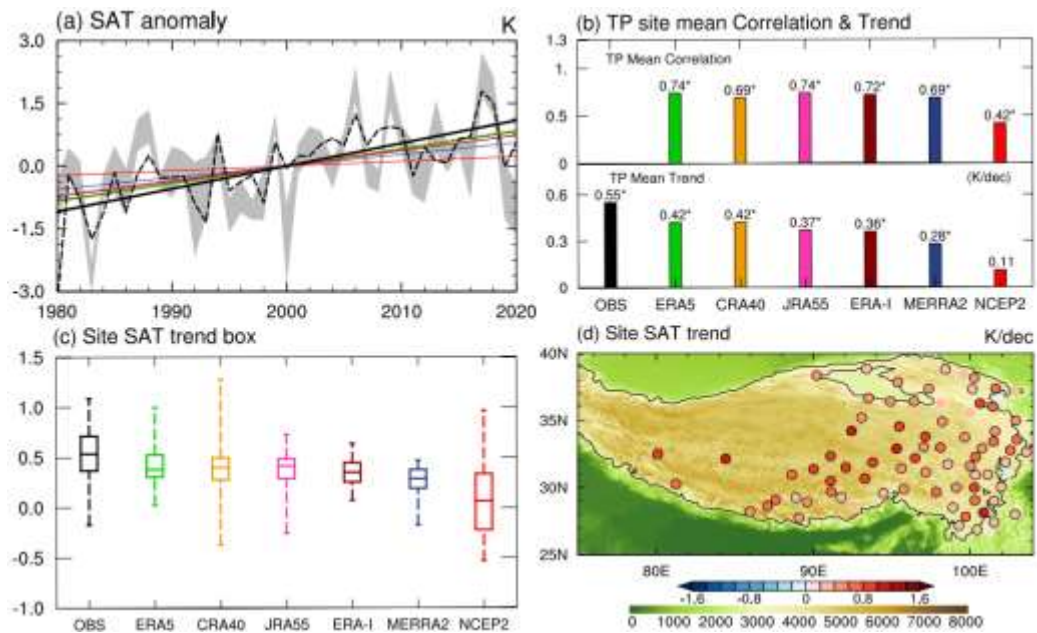 (a) SAT anomaly K
3.0
1.5
0.0
-1.5
-3.0
1980 1990 2000 2010 2020
(b) TP site mean Correlation & Trend
1.3
TP Mean Correlation
1.
0.74* 0.69* 0.74* 0.72* 0.69*
0.5
0.42*
0
TP Mean Trend (K/dec)
0.6
0.55*
0.42* 0.42* 0.37* 0.36*
0.3
0.28*
0.11
0
OBS ERA5 CRA40 JRA55 ERA-I MERRA2 NCEP2
(c) Site SAT trend box
1.5
1.0
0.5
0.0
-0.5
-1.0
OBS ERA5 CRA40 JRA55 ERA-I MERRA2 NCEP2
(d) Site SAT trend K/dec
40N
35N
30N
25N
80E 90E 100E
-1.6 -0.8 0 0.8 1.6
0 1000 2000 3000 4000 5000 6000 7000 8000